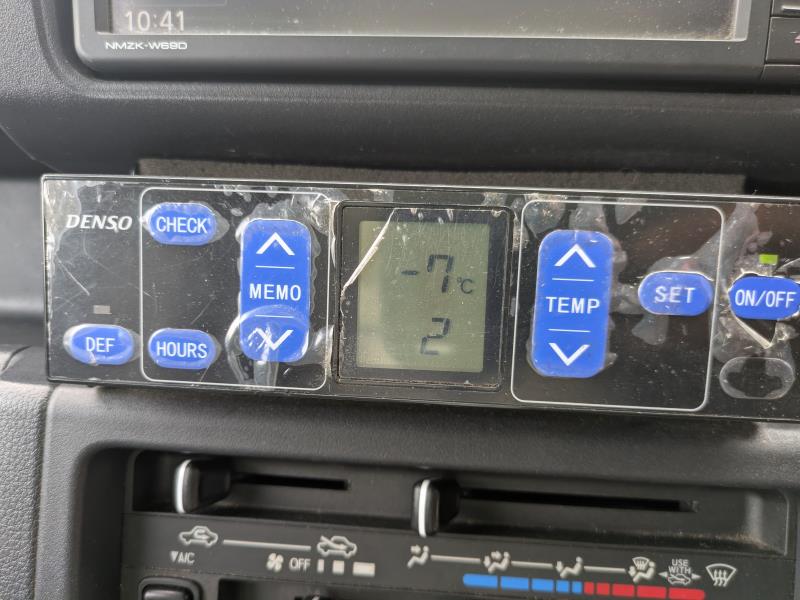 10:41
NMZK-W69D
DENSO
CHECK
MEMO
DEF
HOURS
-7°C
2
TEMP
SET
ON/OFF
A/C
OFF
USE
WITH